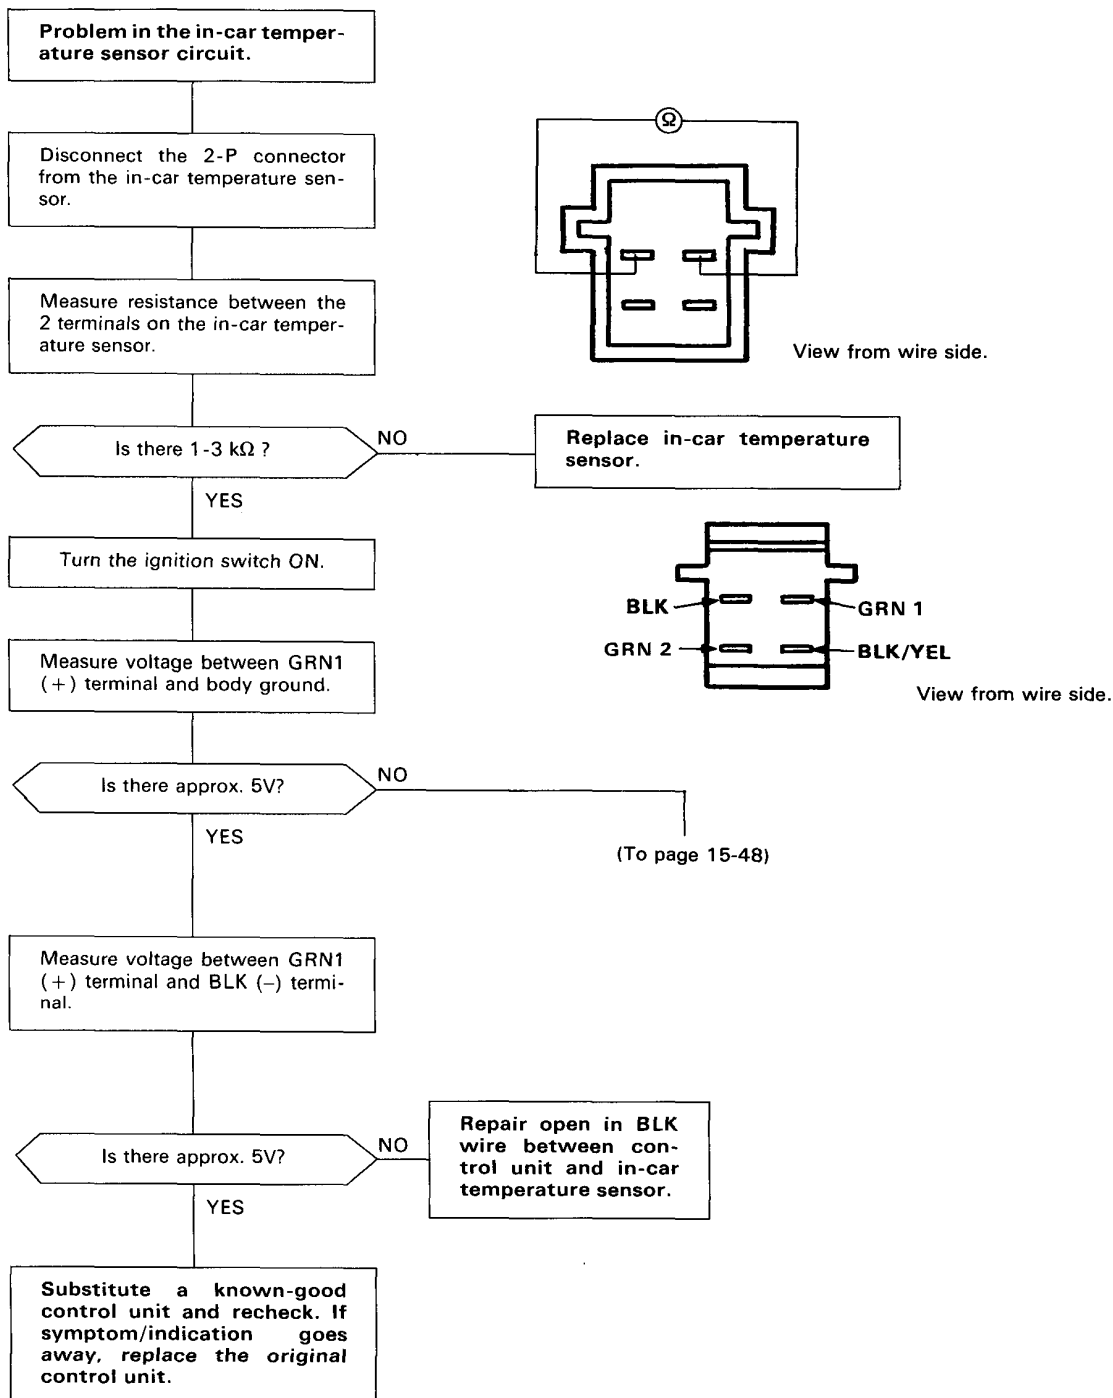 Problem in the in-car temper-
ature sensor circuit.
Disconnect the 2-P connector
from the in-car temperature sen-
sor.
Measure resistance between the
2 terminals on the in-car temper-
ature sensor.
Ω
View from wire side.
Is there 1-3 kΩ ?
NO
Replace in-car temperature
sensor.
YES
Turn the ignition switch ON.
BLK
GRN 1
GRN 2
BLK/YEL
View from wire side.
Measure voltage between GRN1
(+) terminal and body ground.
Is there approx. 5V?
NO
(To page 15-48)
YES
Measure voltage between GRN1
(+) terminal and BLK (–) termi-
nal.
Is there approx. 5V?
NO
Repair open in BLK
wire between con-
trol unit and in-car
temperature sensor.
YES
Substitute a known-good
control unit and recheck. If
symptom/indication goes
away, replace the original
control unit.